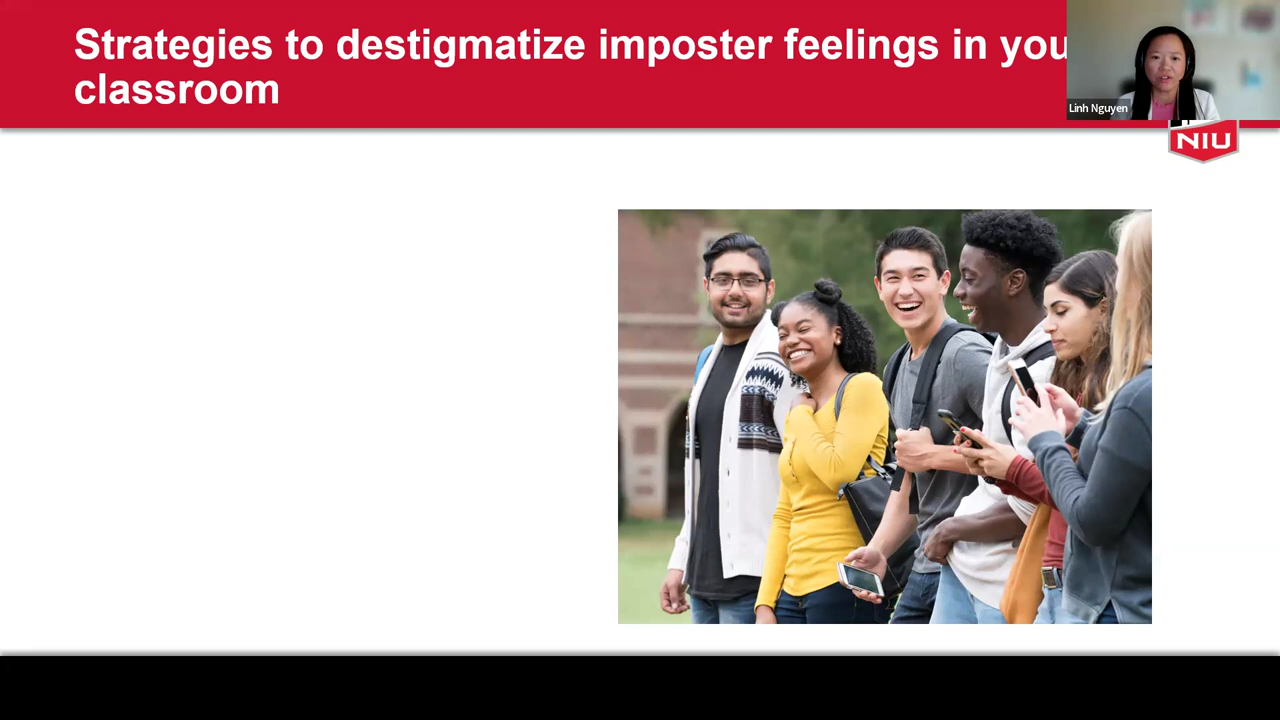 Strategies to destigmatize imposter feelings in you
classroom
Linh Nguyen
NIU